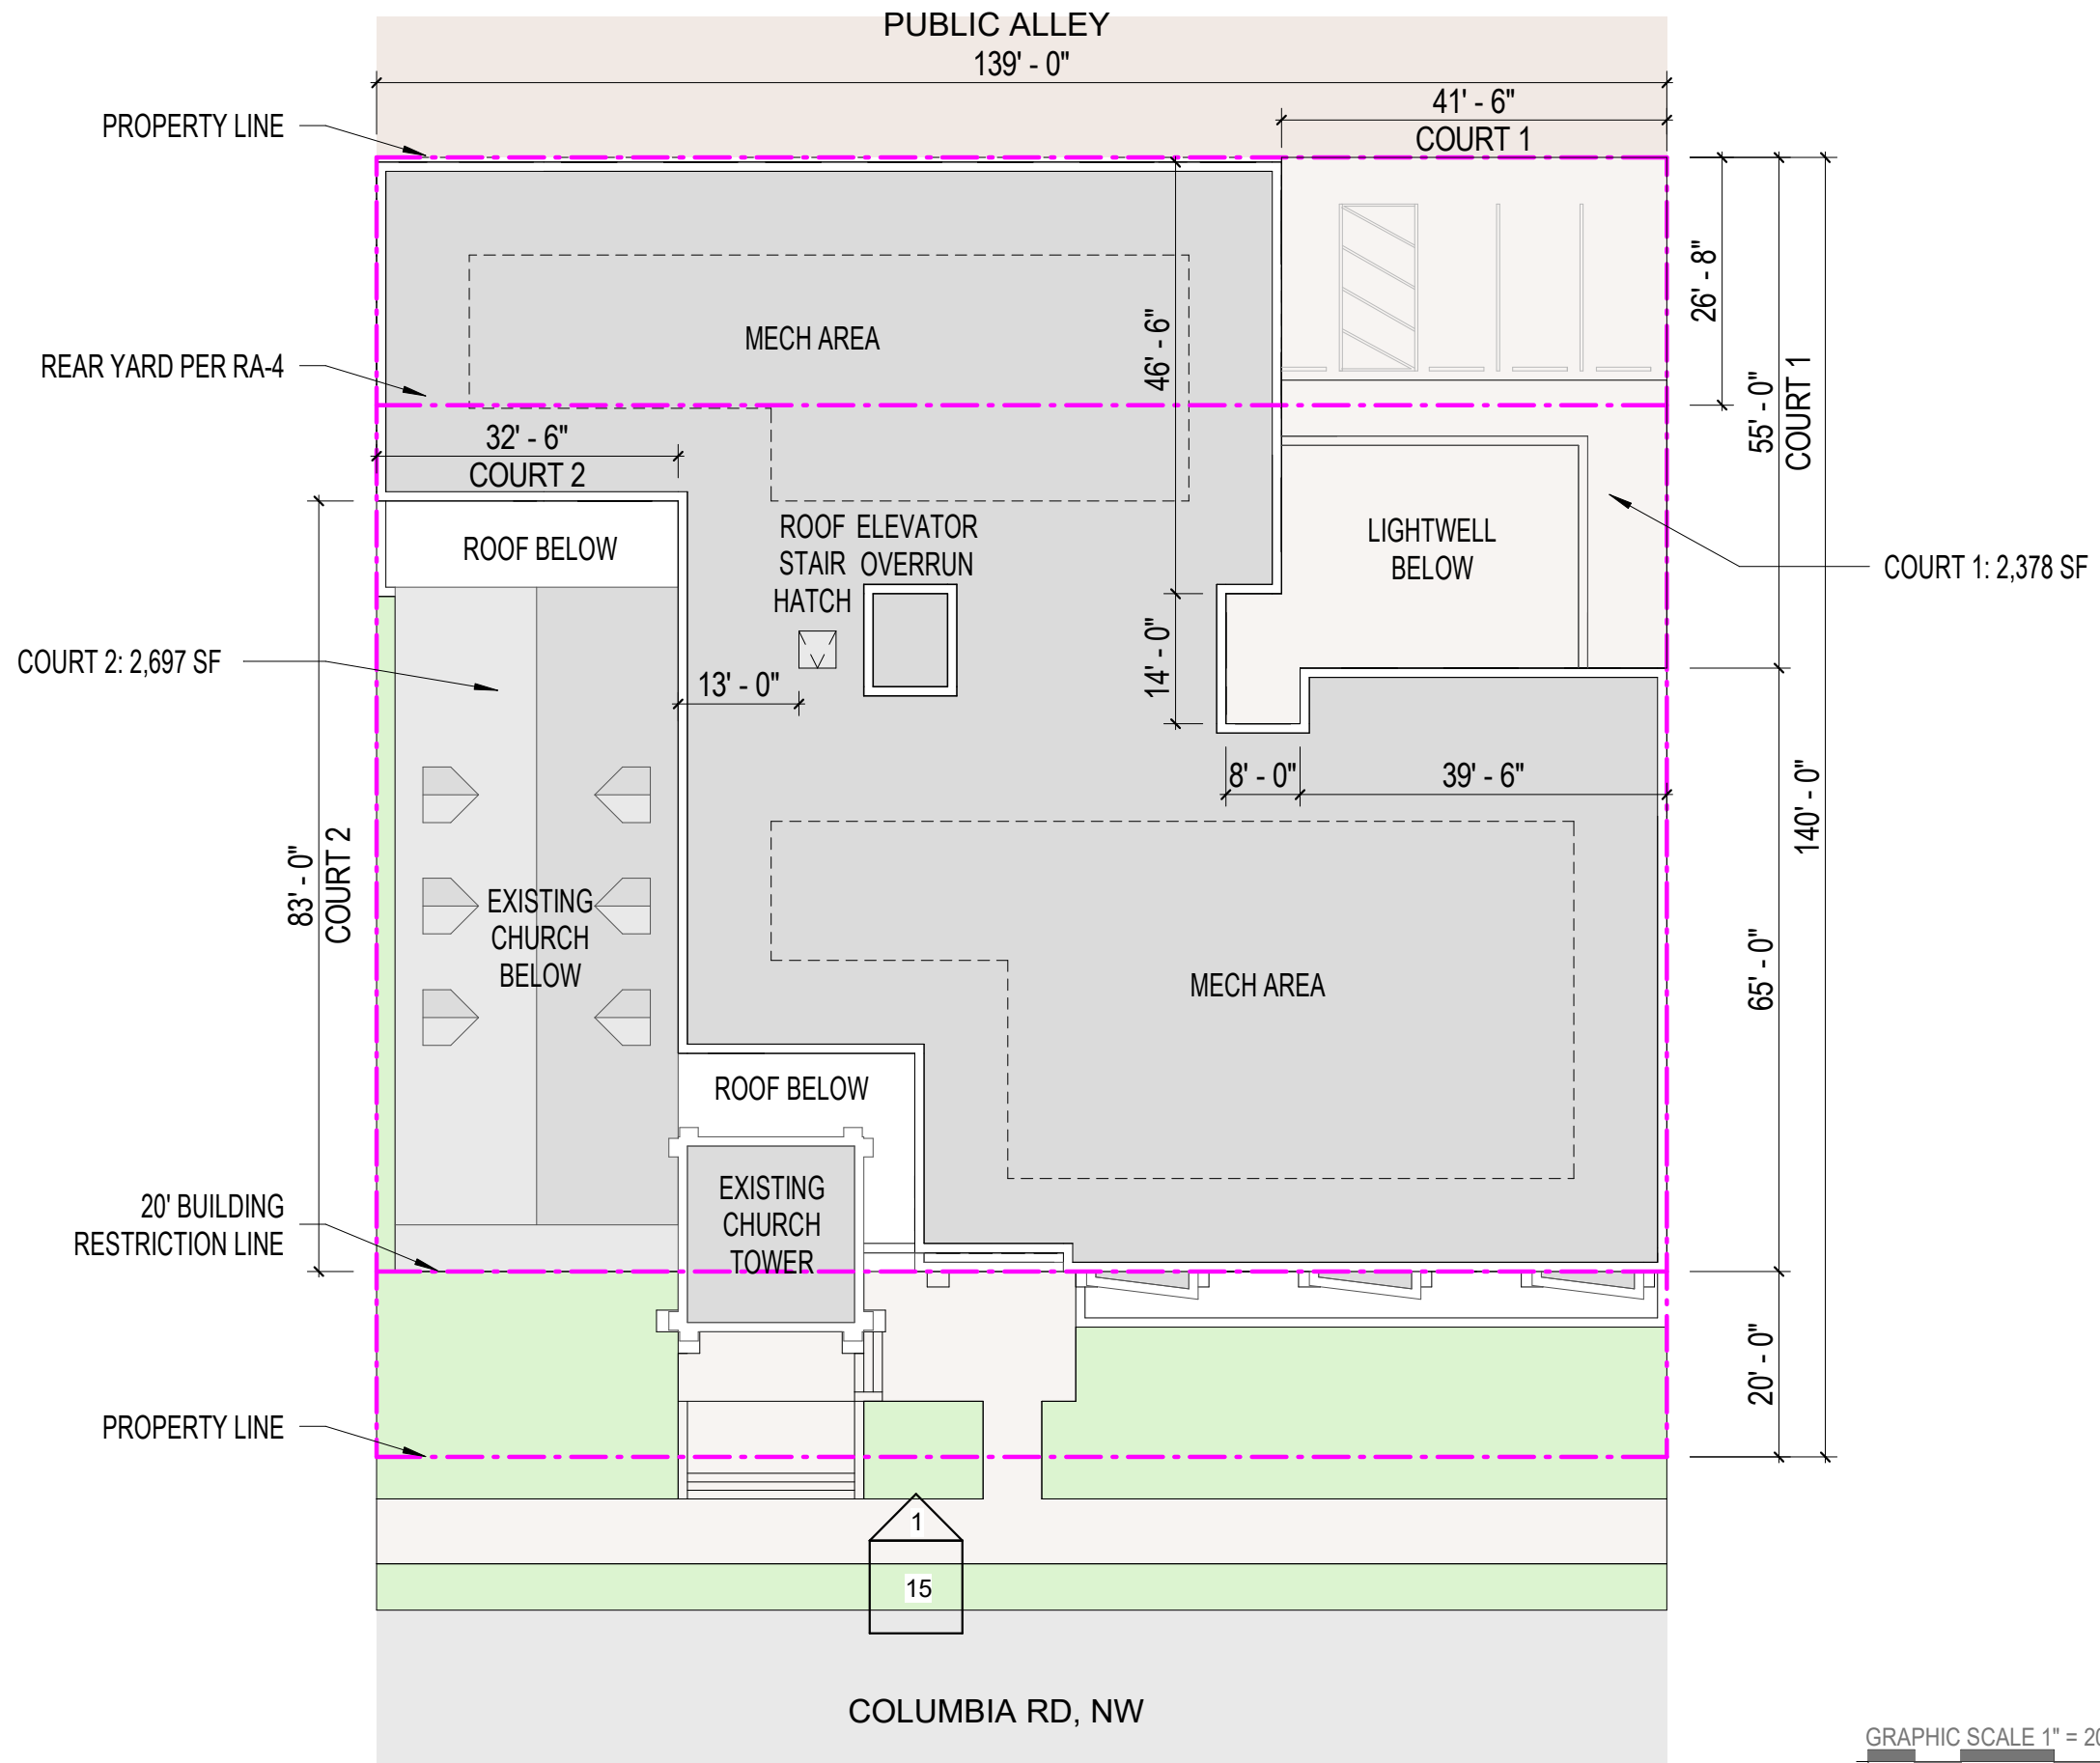 PUBLIC ALLEY
139' - 0"
41' - 6"
COURT 1
PROPERTY LINE
26' - 8"
55' - 0"
COURT 1
MECH AREA
46' - 6"
REAR YARD PER RA-4
32' - 6"
COURT 2
ROOF BELOW
ROOF
STAIR
HATCH
ELEVATOR
OVERRUN
LIGHTWELL
BELOW
COURT 1: 2,378 SF
COURT 2: 2,697 SF
13' - 0"
14' - 0"
8' - 0"
39' - 6"
140' - 0"
83' - 0"
COURT 2
EXISTING
CHURCH
BELOW
MECH AREA
65' - 0"
ROOF BELOW
EXISTING
CHURCH
TOWER
20' BUILDING
RESTRICTION LINE
20' - 0"
PROPERTY LINE
1
15
COLUMBIA RD, NW
GRAPHIC SCALE 1" =